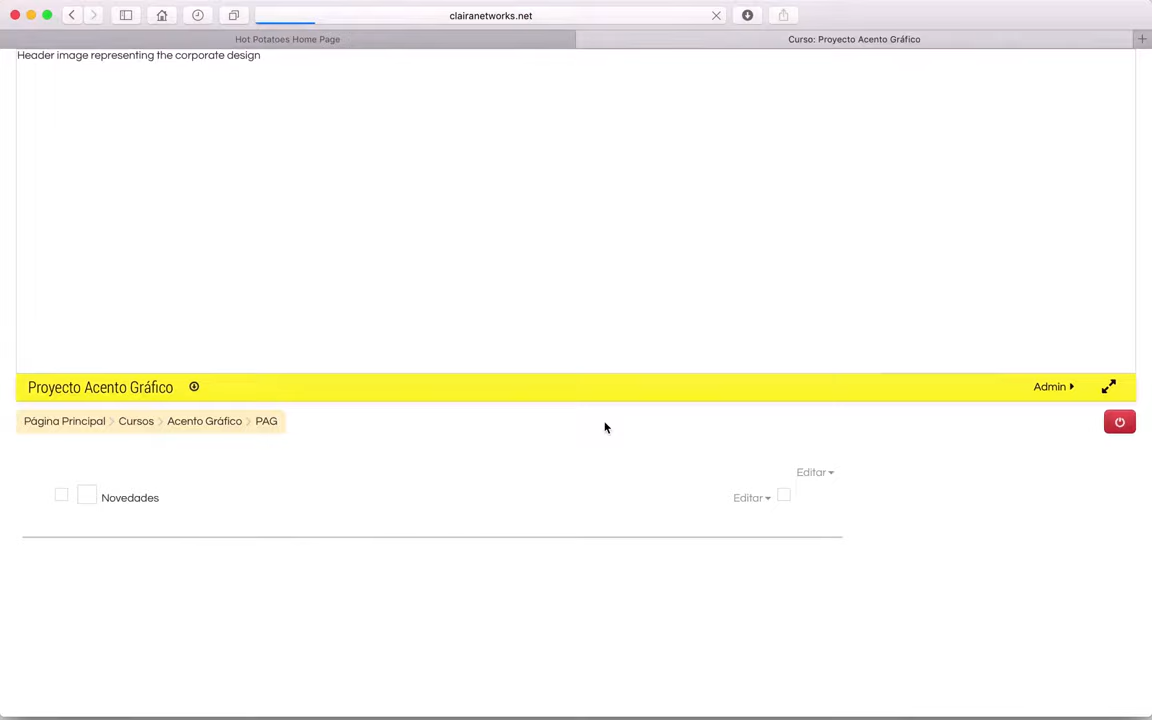 clairanetworks.net
Hot Potatoes Home Page
Curso: Proyecto Acento Gráfico
Header image representing the corporate design
Proyecto Acento Gráfico
Admin
Página Principal
Cursos
Acento Gráfico
PAG
Editar
Novedades
Editar